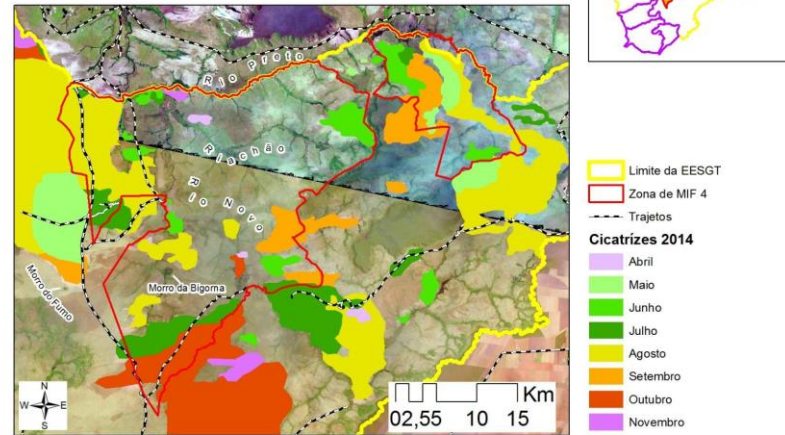 Rio Preto
Riachão
Rio Novo
Morro da Bigorna
Morro do Fumo
N
W E
S
Km
02,55 10 15
Limite da EESGT
Zona de MIF 4
Trajetos
Cicatrizes 2014
Abril
Maio
Junho
Julho
Agosto
Setembro
Outubro
Novembro